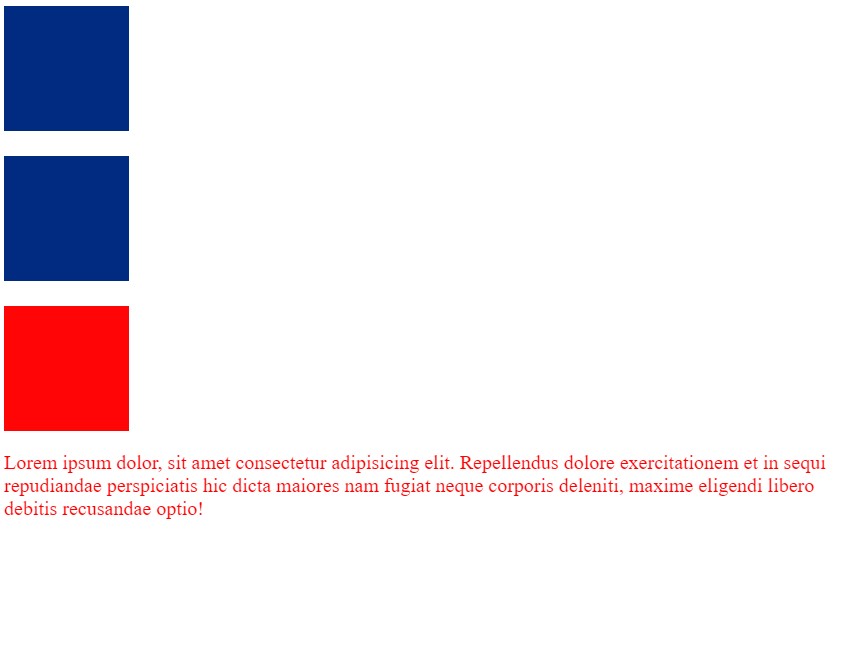 Lorem ipsum dolor, sit amet consectetur adipisicing elit. Repellendus dolore exercitationem et in sequi
repudiandae perspiciatis hic dicta maiores nam fugiat neque corporis deleniti, maxime eligendi libero
debitis recusandae optio!